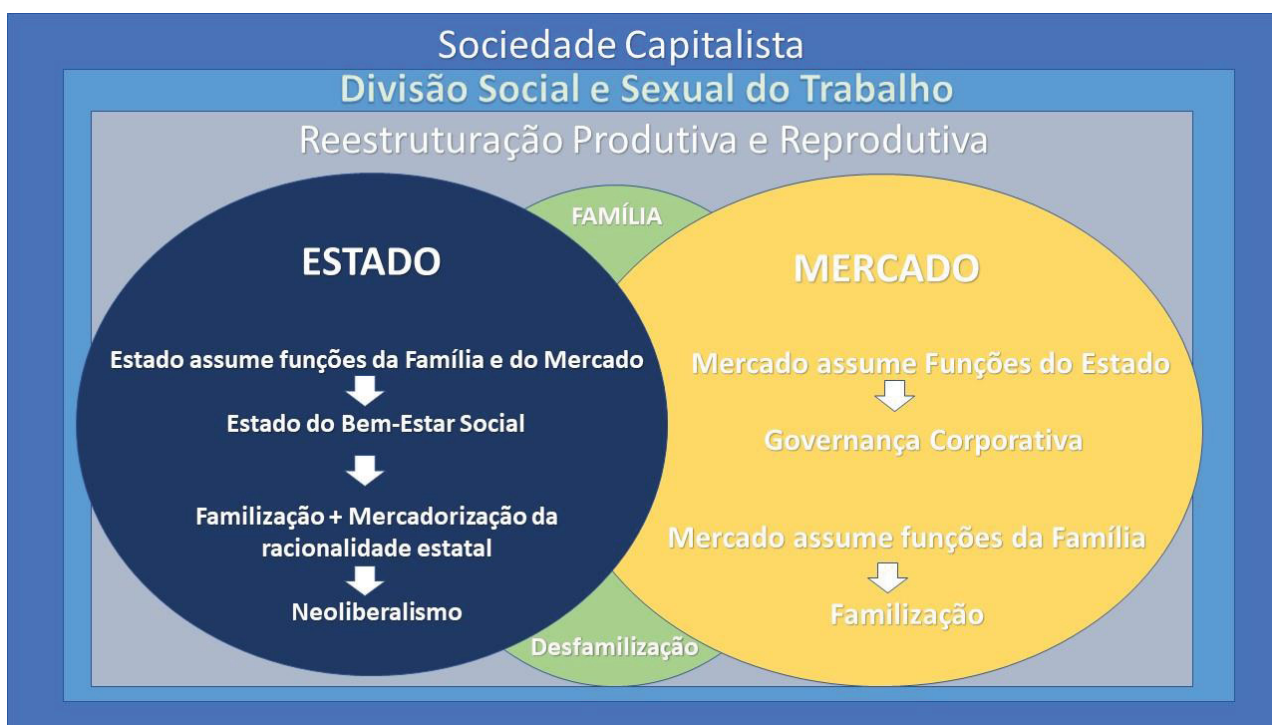 Sociedade Capitalista
Divisão Social e Sexual do Trabalho
Reestruturação Produtiva e Reprodutiva
FAMÍLIA
ESTADO
Estado assume funções da Família e do Mercado
Estado do Bem-Estar Social
Familização + Mercadorização da
racionalidade estatal
Neoliberalismo
MERCADO
Mercado assume Funções do Estado
Governança Corporativa
Mercado assume funções da Família
Familização
Desfamilização